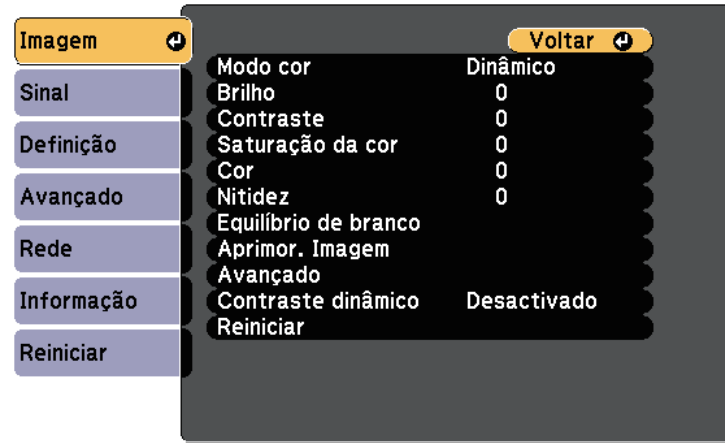 Imagem
Sinal
Definição
Avançado
Rede
Informação
Reiniciar
Voltar
Modo cor Dinâmico
Brilho 0
Contraste 0
Saturação da cor 0
Cor 0
Nitidez 0
Equilíbrio de branco
Aprimor. Imagem
Avançado
Contraste dinâmico Desactivado
Reiniciar